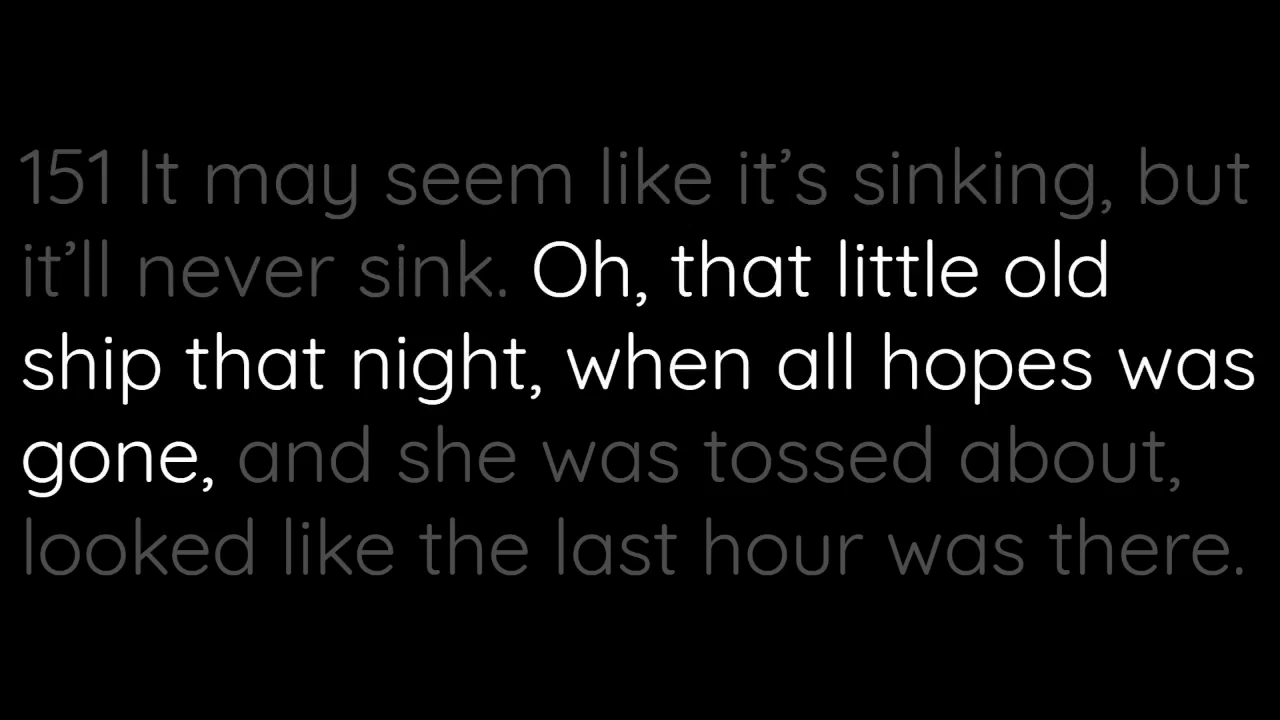 151 It may seem like it’s sinking, but
it’ll never sink. Oh, that little old
ship that night, when all hopes was
gone, and she was tossed about,
looked like the last hour was there.